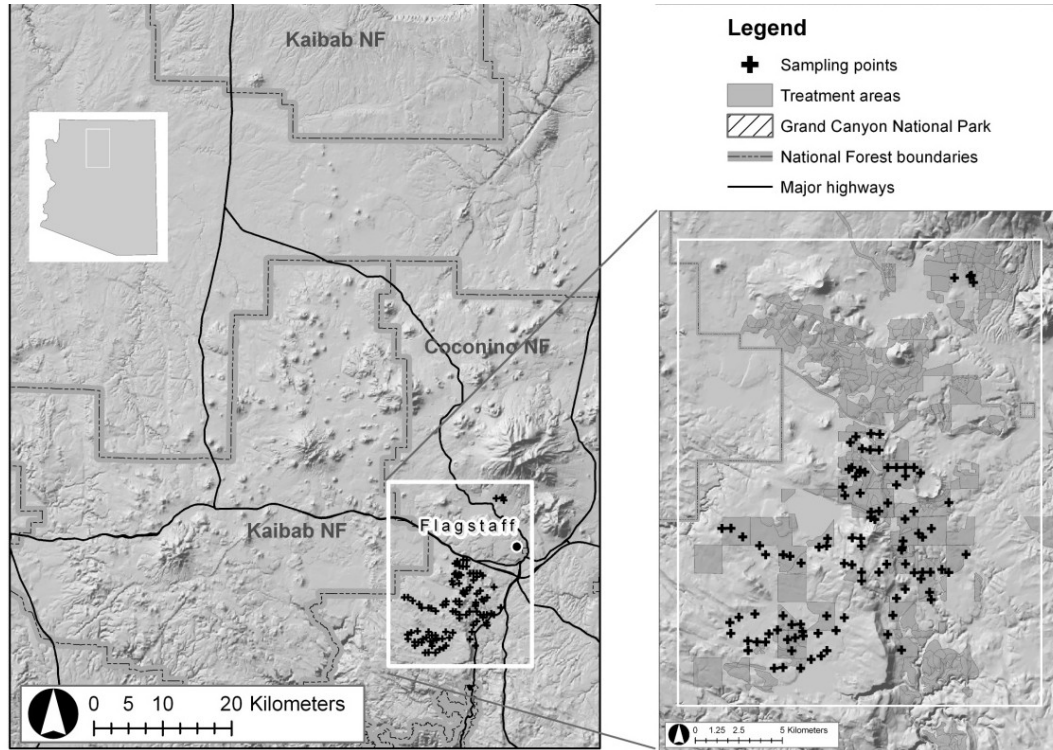 Kaibab NF
Coconino NF
Flagstaff
Kaibab NF
0 5 10 20 Kilometers
Legend
Sampling points
Treatment areas
Grand Canyon National Park
National Forest boundaries
Major highways
0 1.25 2.5 5 Kilometers